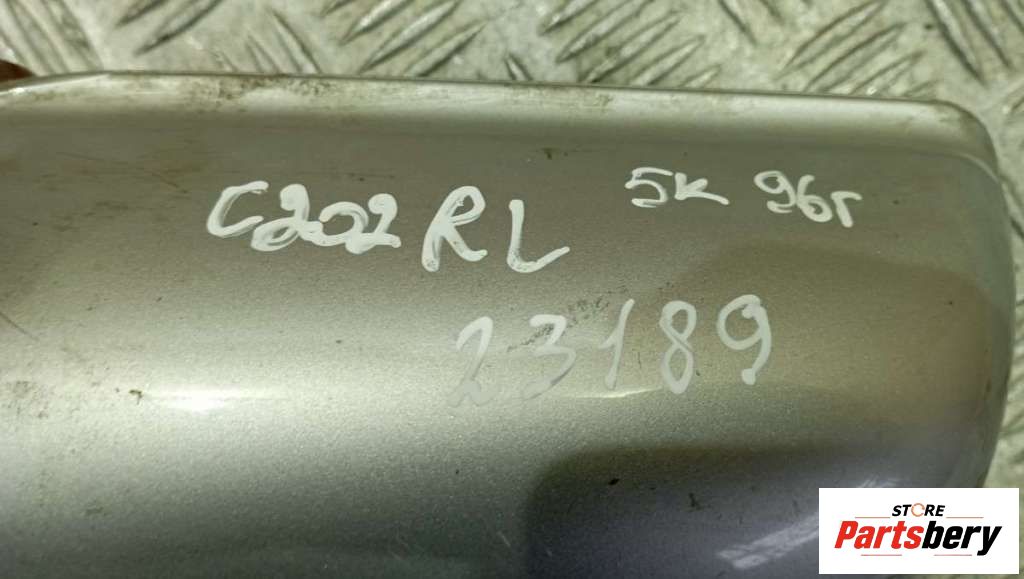 C202 RL 5K 96г
23189
STORE
Partsbery